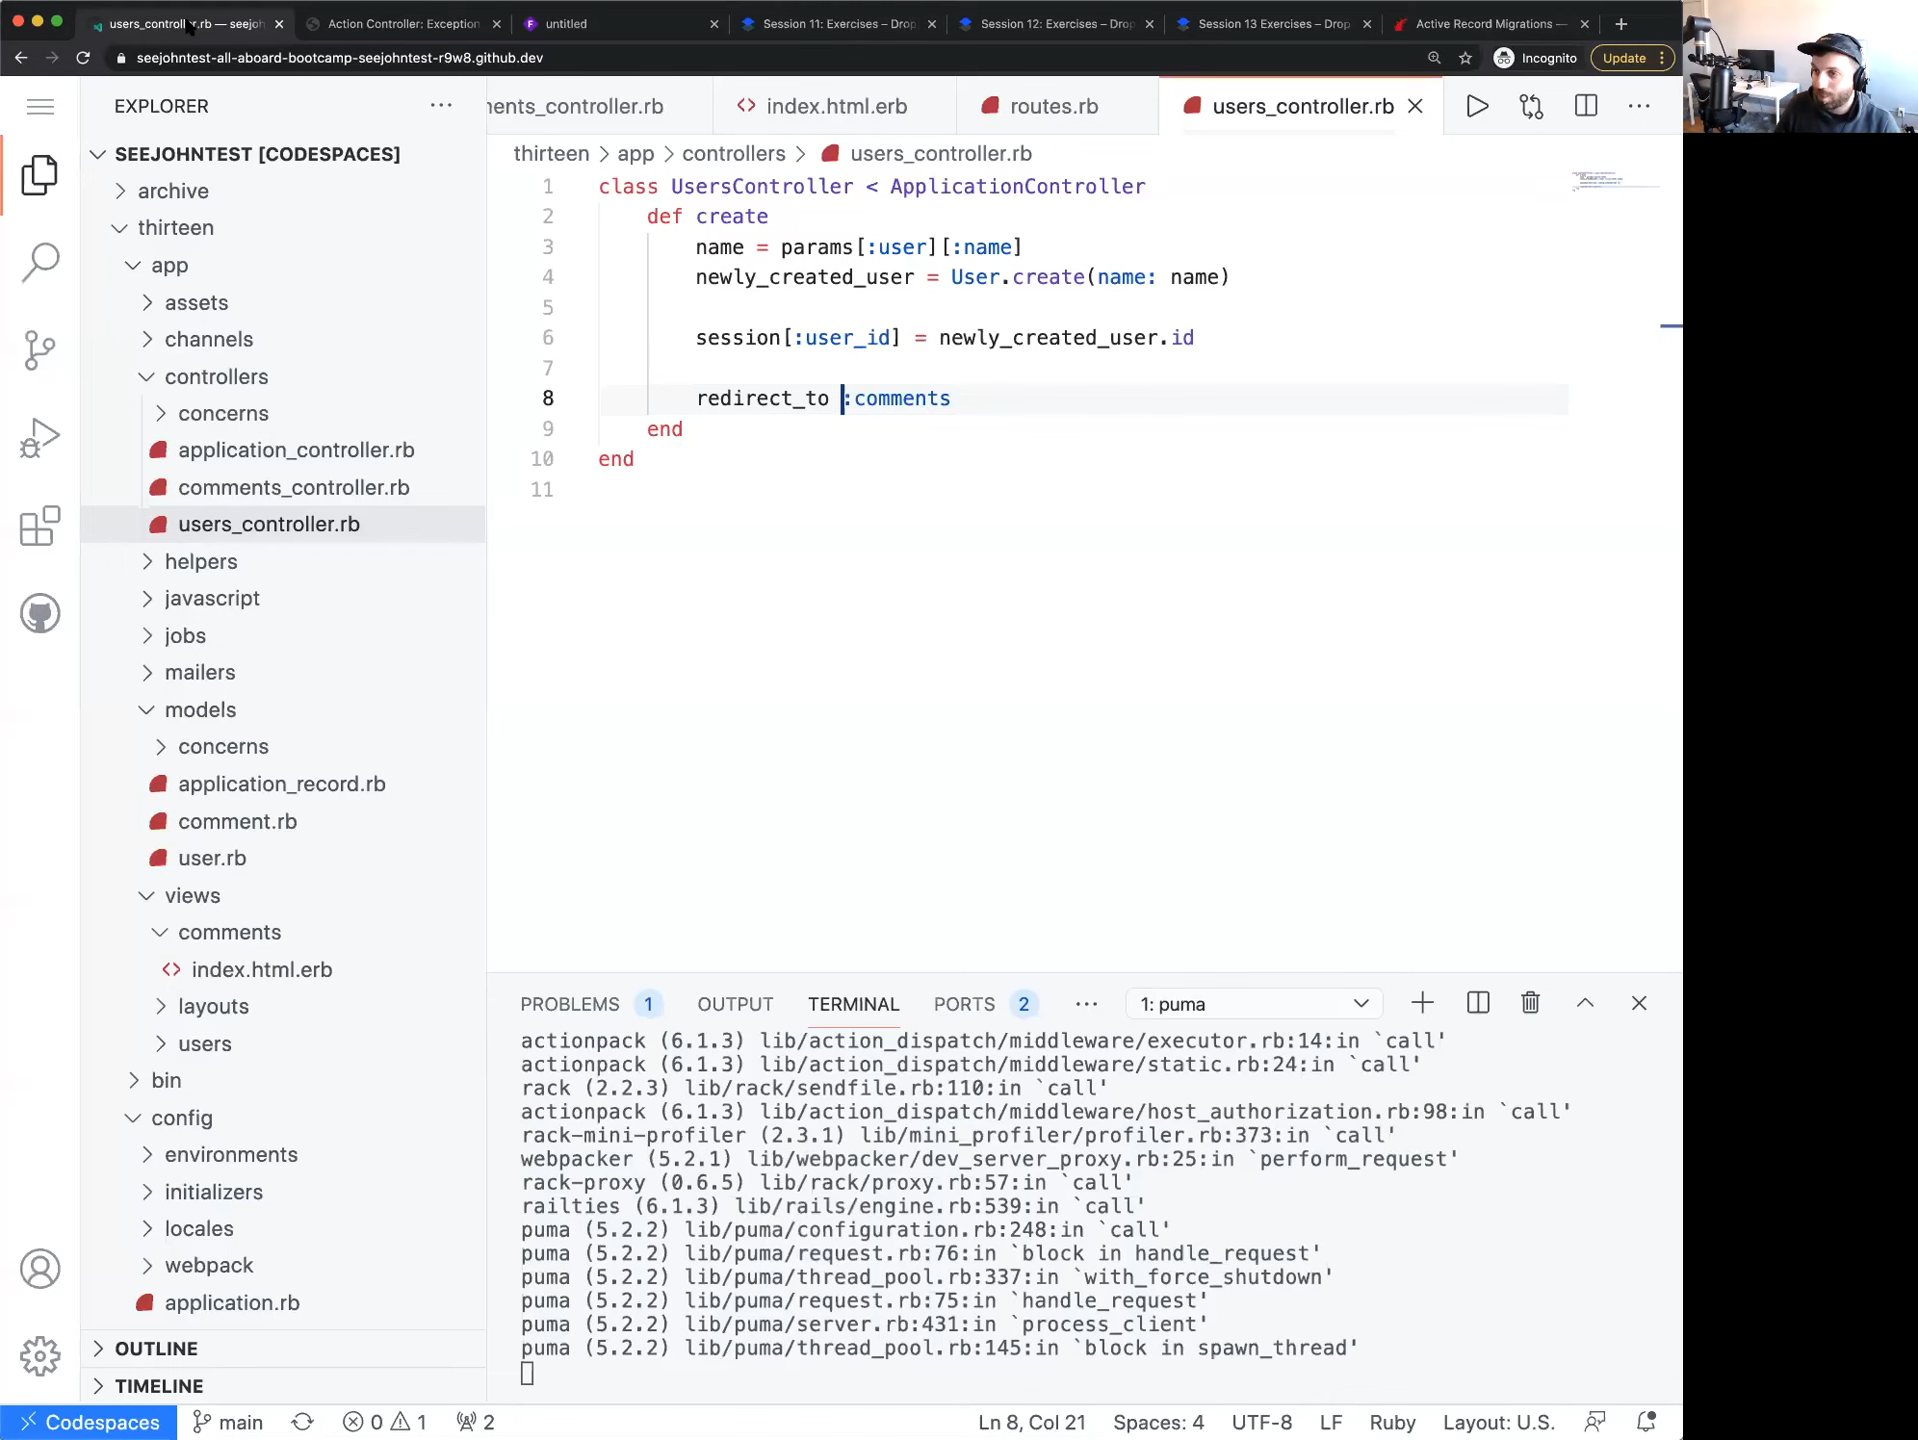 users_controller.rb — seejoh
Action Controller: Exception
untitled
Session 11: Exercises – Drop
Session 12: Exercises – Drop
Session 13 Exercises – Drop
Active Record Migrations —
seejohntest-all-aboard-bootcamp-seejohntest-r9w8.github.dev
Incognito
Update
EXPLORER
ents_controller.rb
index.html.erb
routes.rb
users_controller.rb
SEEJOHNTEST [CODESPACES]
archive
thirteen
app
assets
channels
controllers
concerns
application_controller.rb
comments_controller.rb
users_controller.rb
helpers
javascript
jobs
mailers
models
concerns
application_record.rb
comment.rb
user.rb
views
comments
index.html.erb
layouts
users
bin
config
environments
initializers
locales
webpack
application.rb
OUTLINE
TIMELINE
thirteen > app > controllers > users_controller.rb
1 class UsersController < ApplicationController
2 def create
3 name = params[:user][:name]
4 newly_created_user = User.create(name: name)
5
6 session[:user_id] = newly_created_user.id
7
8 redirect_to :comments
9 end
10 end
11
PROBLEMS 1 OUTPUT TERMINAL PORTS 2 ··· 1: puma
actionpack (6.1.3) lib/action_dispatch/middleware/executor.rb:14:in `call'
actionpack (6.1.3) lib/action_dispatch/middleware/static.rb:24:in `call'
rack (2.2.3) lib/rack/sendfile.rb:110:in `call'
actionpack (6.1.3) lib/action_dispatch/middleware/host_authorization.rb:98:in `call'
rack-mini-profiler (2.3.1) lib/mini_profiler/profiler.rb:373:in `call'
webpacker (5.2.1) lib/webpacker/dev_server_proxy.rb:25:in `perform_request'
rack-proxy (0.6.5) lib/rack/proxy.rb:57:in `call'
railties (6.1.3) lib/rails/engine.rb:539:in `call'
puma (5.2.2) lib/puma/configuration.rb:248:in `call'
puma (5.2.2) lib/puma/request.rb:76:in `block in handle_request'
puma (5.2.2) lib/puma/thread_pool.rb:337:in `with_force_shutdown'
puma (5.2.2) lib/puma/request.rb:75:in `handle_request'
puma (5.2.2) lib/puma/server.rb:431:in `process_client'
puma (5.2.2) lib/puma/thread_pool.rb:145:in `block in spawn_thread'
Codespaces main 0 1 2 Ln 8, Col 21 Spaces: 4 UTF-8 LF Ruby Layout: U.S.